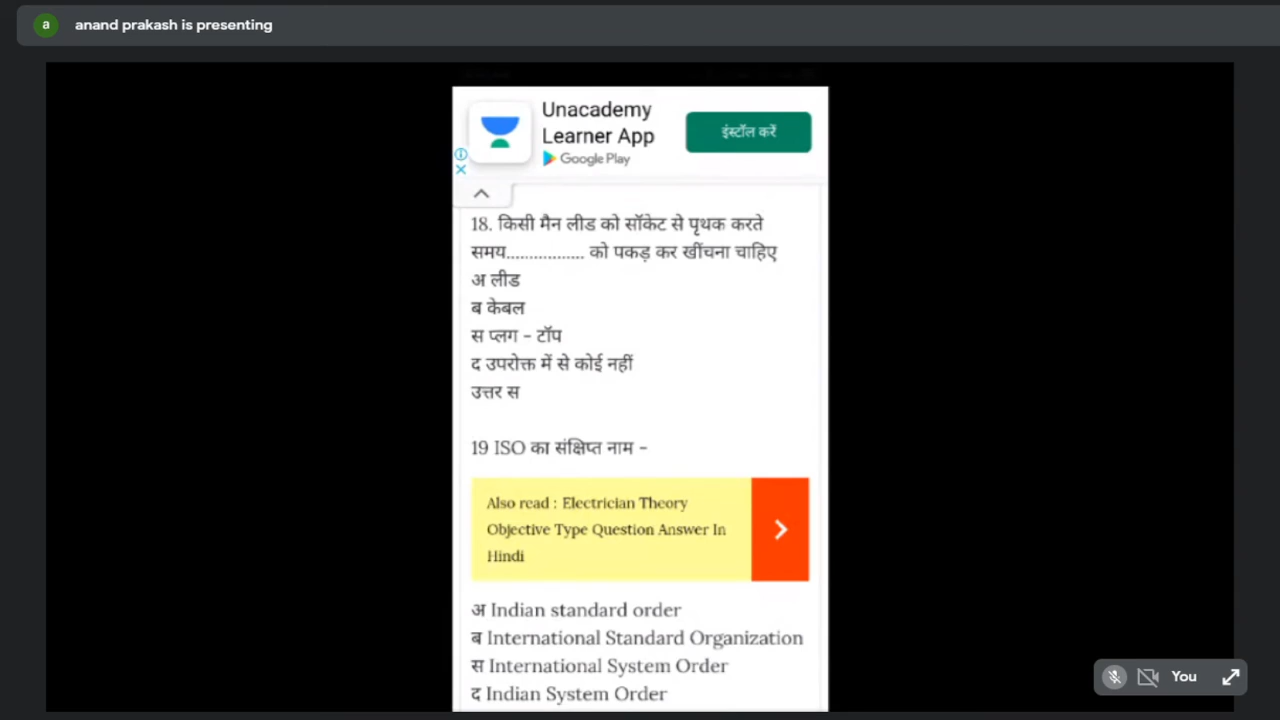 a anand prakash is presenting
Unacademy
Learner App
Google Play
इंस्टॉल करें
18. किसी मैन लीड को सॉकेट से पृथक करते
समय................. को पकड़ कर खींचना चाहिए
अ लीड
ब केबल
स प्लग - टॉप
द उपरोक्त में से कोई नहीं
उत्तर स
19 ISO का संक्षिप्त नाम -
Also read : Electrician Theory
Objective Type Question Answer In
Hindi
अ Indian standard order
ब International Standard Organization
स International System Order
द Indian System Order
You